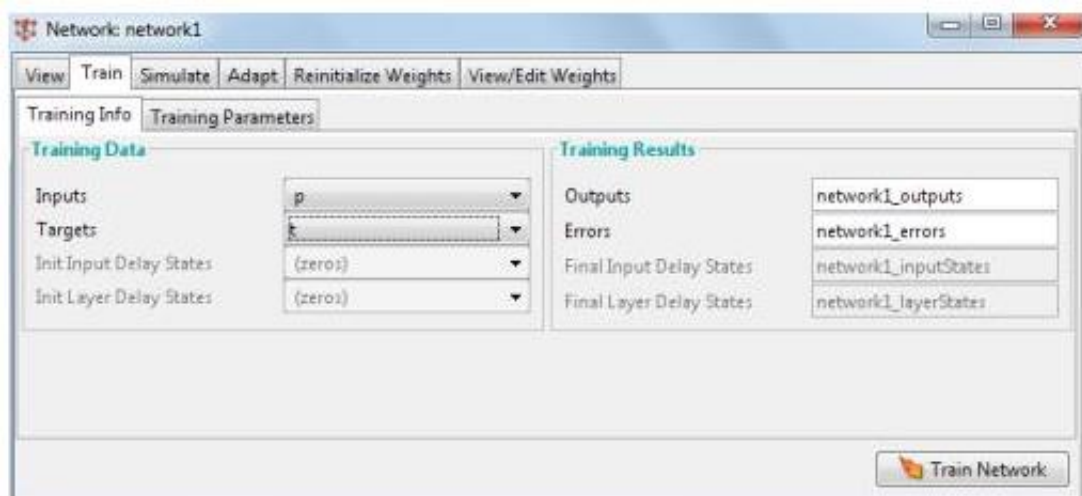 Network: network1
View Train Simulate Adapt Reinitialize Weights View/Edit Weights
Training Info Training Parameters
Training Data
Inputs p
Targets t
Init Input Delay States (zeros)
Init Layer Delay States (zeros)
Training Results
Outputs network1_outputs
Errors network1_errors
Final Input Delay States network1_inputStates
Final Layer Delay States network1_layerStates
Train Network